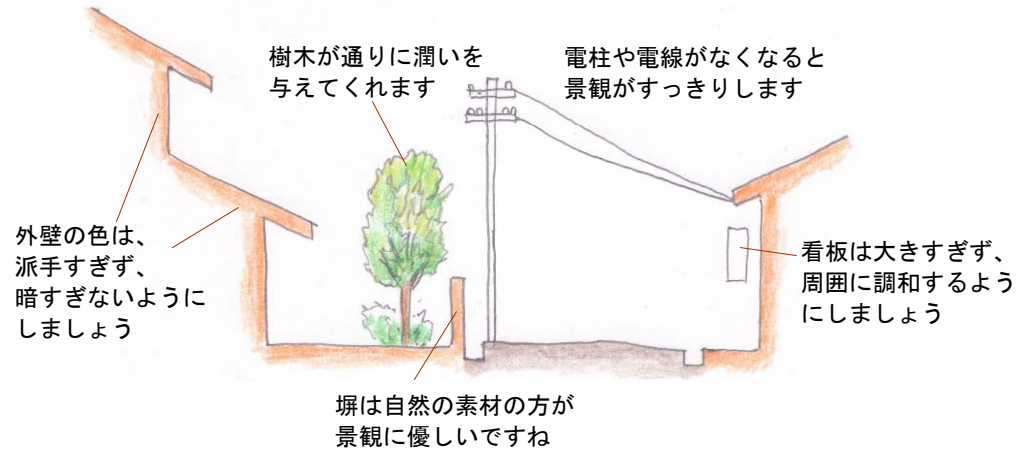 樹木が通りに潤いを
与えてくれます
電柱や電線がなくなると
景観がすっきりします
外壁の色は、
派手すぎず、
暗すぎないように
しましょう
看板は大きすぎず、
周囲に調和するよう
にしましょう
塀は自然の素材の方が
景観に優しいですね